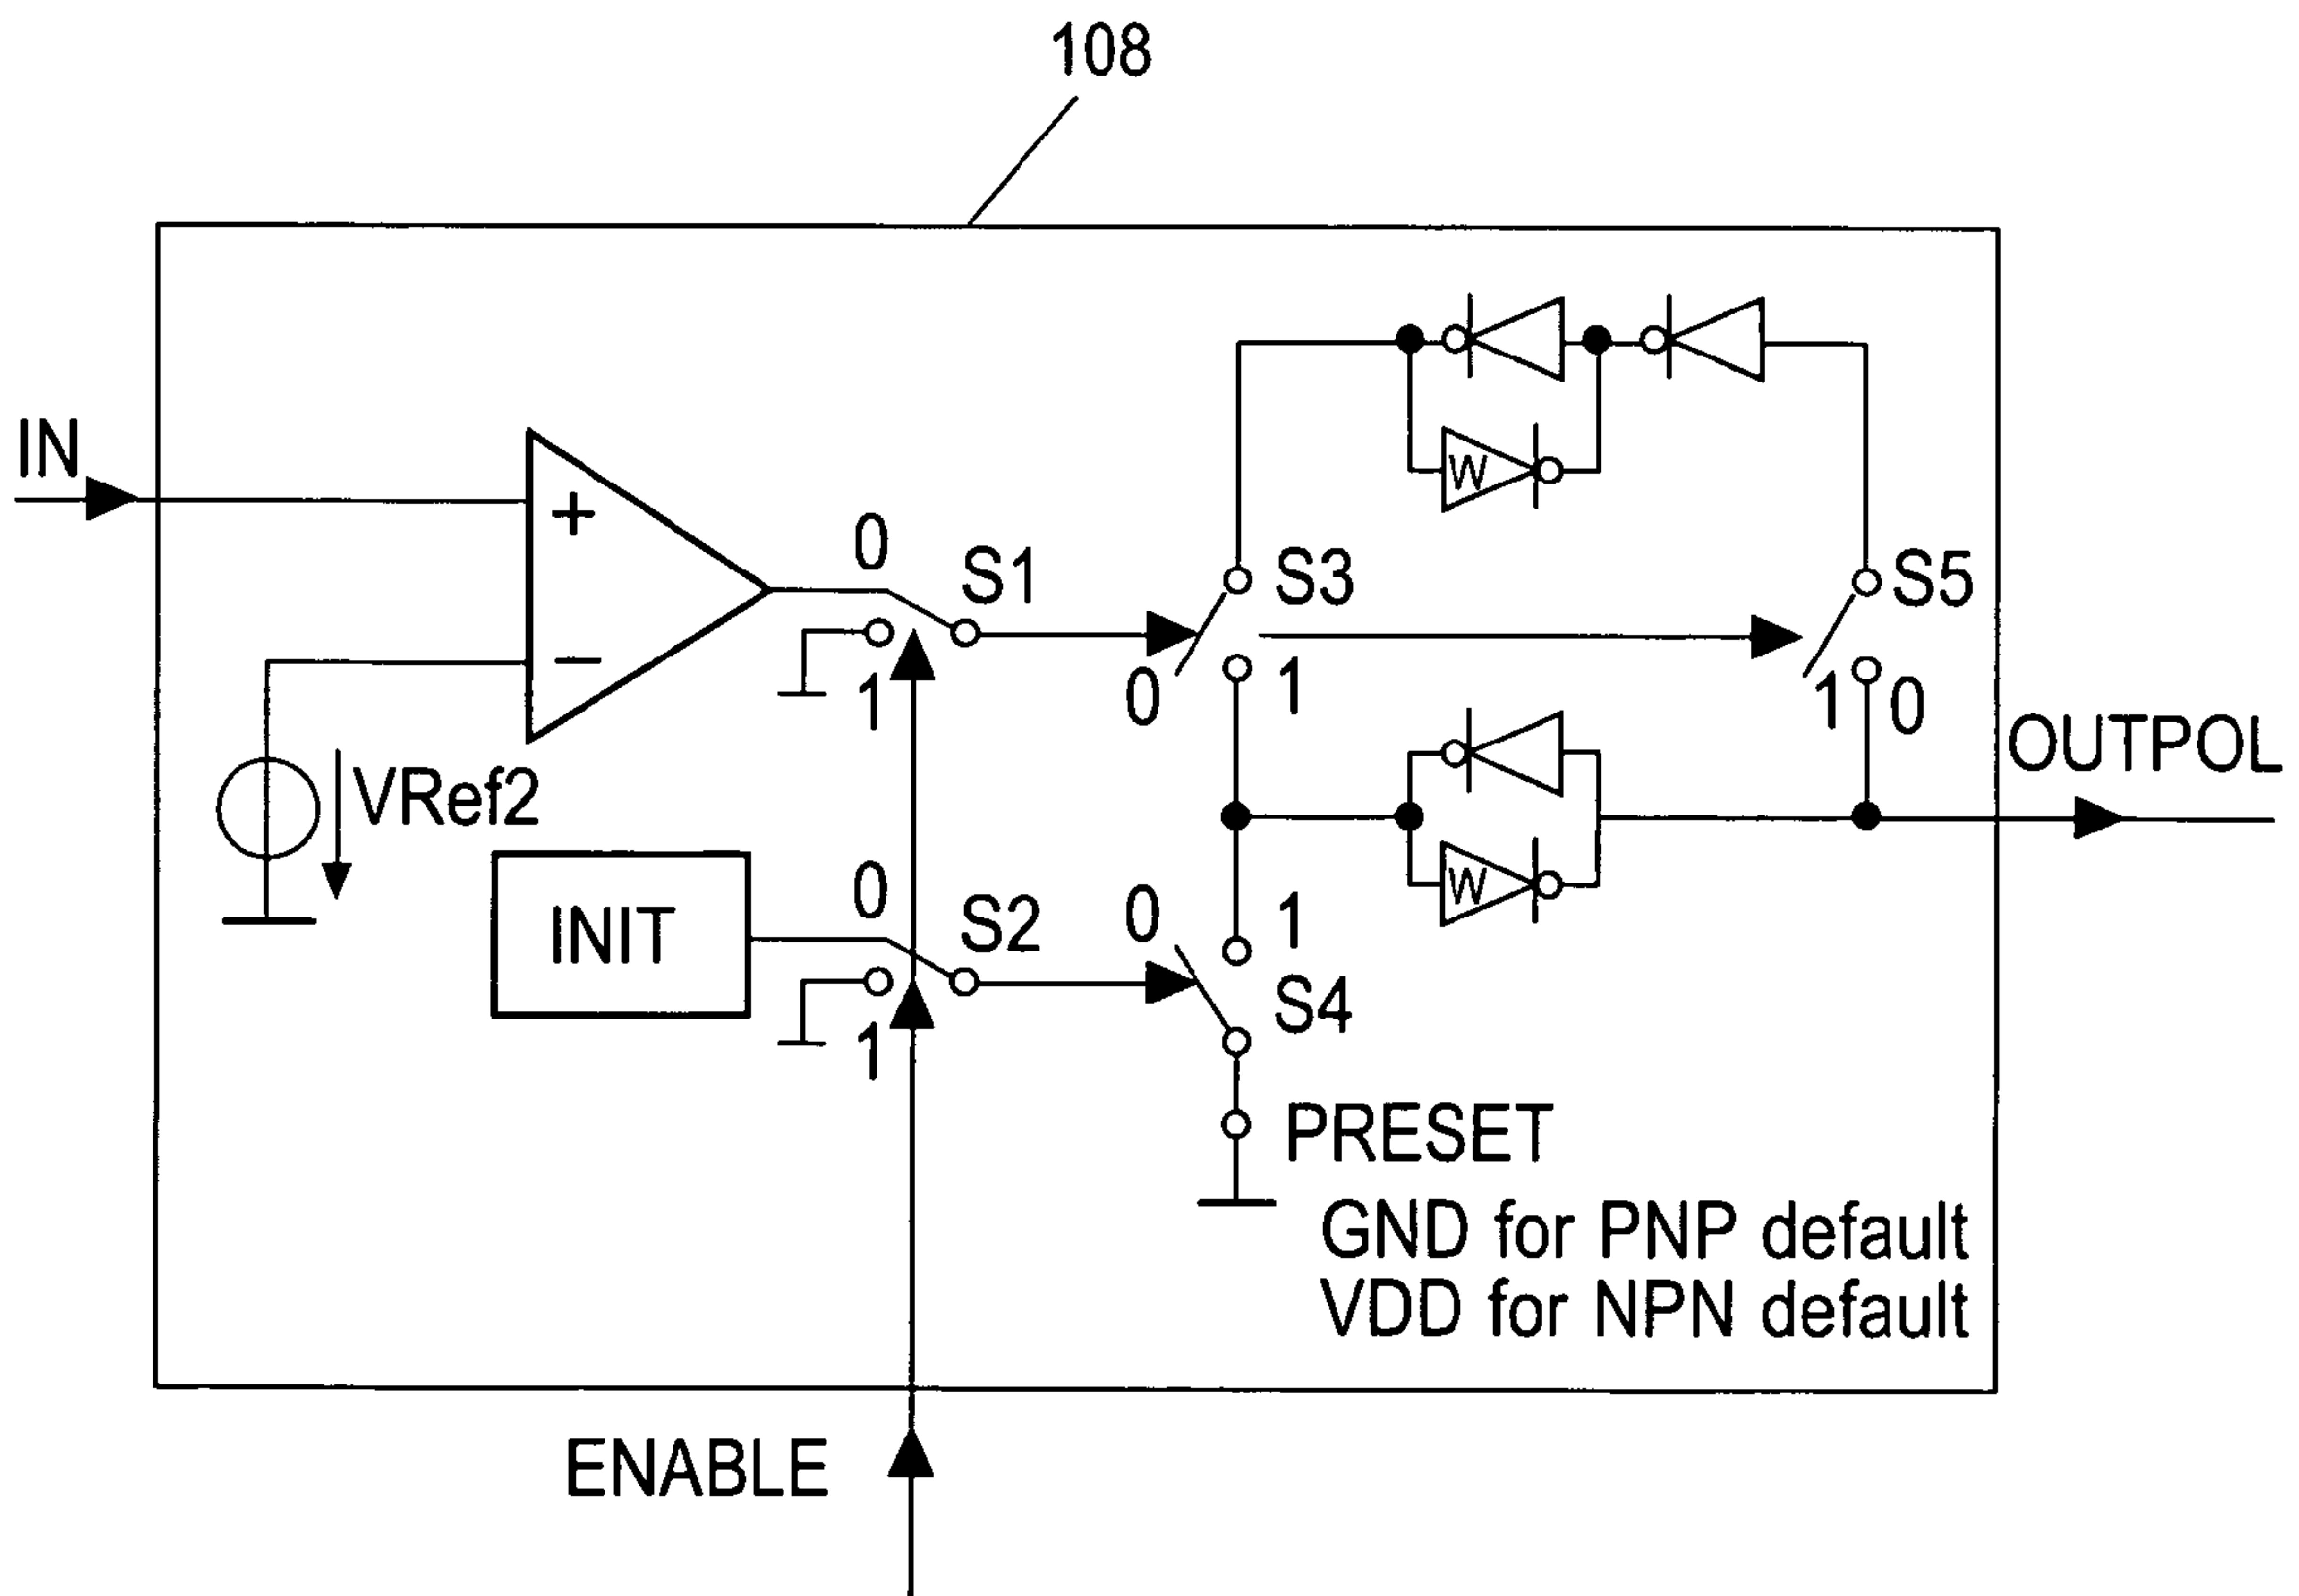 108
IN
+
−
0
S1
1
VRef2
INIT
0
S2
1
S3
0
1
W
S5
1
0
OUTPOL
W
0
1
S4
PRESET
GND for PNP default
VDD for NPN default
ENABLE